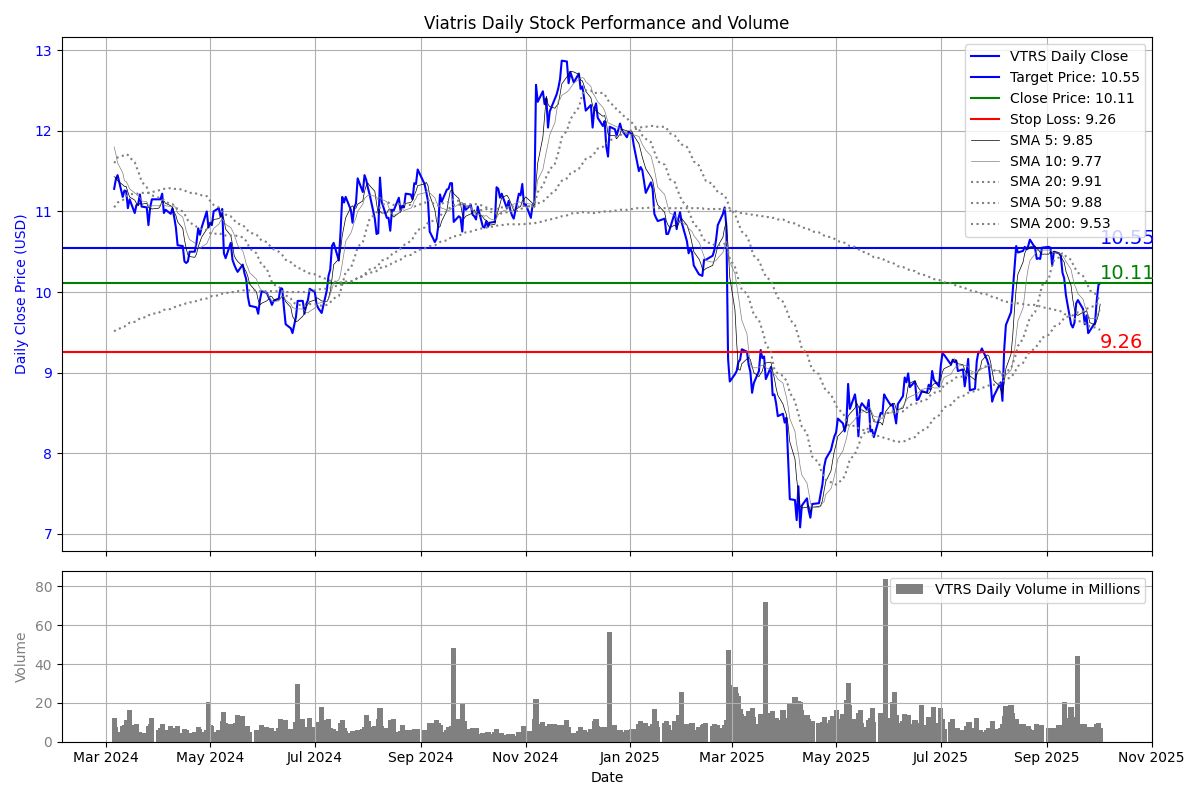 Viatris Daily Stock Performance and Volume
Daily Close Price (USD)
13
12
11
10
9
8
7
VTRS Daily Close
Target Price: 10.55
Close Price: 10.11
Stop Loss: 9.26
SMA 5: 9.85
SMA 10: 9.77
SMA 20: 9.91
SMA 50: 9.88
SMA 200: 9.53
10.55
10.11
9.26
Volume
80
60
40
20
0
VTRS Daily Volume in Millions
Mar 2024
May 2024
Jul 2024
Sep 2024
Nov 2024
Jan 2025
Mar 2025
May 2025
Jul 2025
Sep 2025
Nov 2025
Date